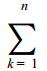 n
∑
k = 1